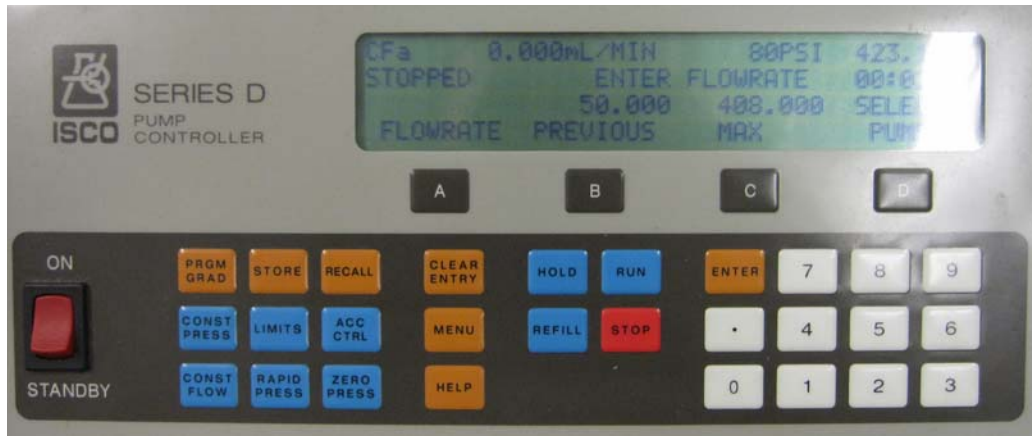 ISCO
SERIES D
PUMP
CONTROLLER
CFa 0.000mL/MIN 80PSI 423.
STOPPED ENTER FLOWRATE
50.000 408.000
FLOWRATE PREVIOUS MAX
A B C D
ON
STANDBY
PRGM GRAD STORE RECALL CLEAR ENTRY HOLD RUN ENTER 7 8 9
CONST PRESS LIMITS ACC CTRL MENU REFILL STOP . 4 5 6
CONST FLOW RAPID PRESS ZERO PRESS HELP 0 1 2 3